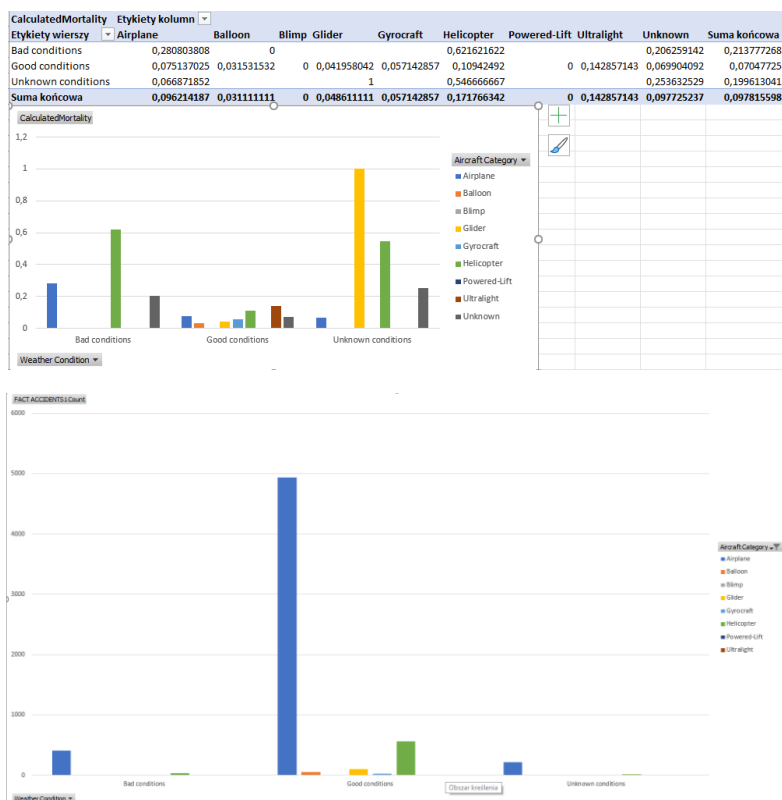 CalculatedMortality Etykiety kolumn
Etykiety wierszy Airplane Balloon Blimp Glider Gyrocraft Helicopter Powered-Lift Ultralight Unknown Suma końcowa
Bad conditions 0,280803808 0 0,621621622 0,206259142 0,213777268
Good conditions 0,075137025 0,031531532 0 0,041958042 0,057142857 0,10942492 0 0,142857143 0,069904092 0,07047725
Unknown conditions 0,066871852 1 0,546666667 0,253632529 0,199613041
Suma końcowa 0,096214187 0,031111111 0 0,048611111 0,057142857 0,171766342 0 0,142857143 0,097725237 0,097815598
CalculatedMortality
1,2
1
0,8
0,6
0,4
0,2
0
Bad conditions Good conditions Unknown conditions
Aircraft Category
Airplane
Balloon
Blimp
Glider
Gyrocraft
Helicopter
Powered-Lift
Ultralight
Unknown
Weather Condition
FACT ACCIDENTS1 Count
6000
5000
4000
3000
2000
1000
0
Bad conditions Good conditions Unknown conditions
Obszar kreślenia
Aircraft Category
Airplane
Balloon
Blimp
Glider
Gyrocraft
Helicopter
Powered-Lift
Ultralight
Weather Condition